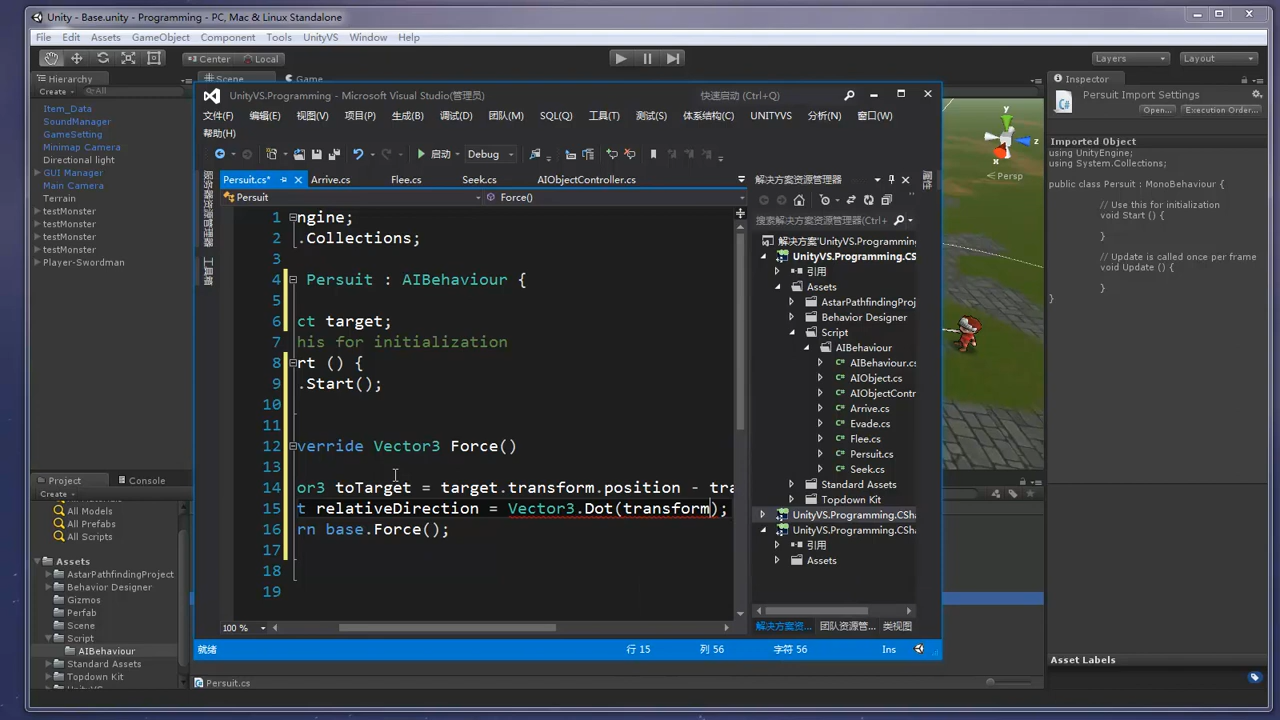 Unity - Base.unity - Programming - PC, Mac & Linux Standalone
File Edit Assets GameObject Component Tools UnityVS Window Help
Center Local Layers Layout
Hierarchy Scene Game Inspector
Create All
Item_Data
SoundManager
GameSetting
Minimap Camera
Directional light
GUI Manager
Main Camera
Terrain
testMonster
testMonster
testMonster
testMonster
Player-Swordman
Project Console
Create
All Models
All Prefabs
All Scripts
Assets
AstarPathfindingProject
Behavior Designer
Gizmos
Perfab
Scene
Script
AIBehaviour
Standard Assets
Topdown Kit
Persuit.cs
UnityVS.Programming - Microsoft Visual Studio(管理员)
快速启动 (Ctrl+Q)
文件(F) 编辑(E) 视图(V) 项目(P) 生成(B) 调试(D) 团队(M) SQL(Q) 工具(T) 测试(S) 体系结构(C) UNITYVS 分析(N) 窗口(W)
帮助(H)
启动 Debug
服务器资源管理器
工具箱
Persuit.cs* Arrive.cs Flee.cs Seek.cs AIObjectController.cs
Persuit Force()
1 ngine;
2 .Collections;
3
4 Persuit : AIBehaviour {
5
6 ct target;
7 his for initialization
8 rt () {
9 .Start();
10
11
12 verride Vector3 Force()
13
14 or3 toTarget = target.transform.position - tra
15 t relativeDirection = Vector3.Dot(transform);
16 rn base.Force();
17
18
19
100 %
就绪 行 15 列 56 字符 56 Ins
解决方案资源管理器
搜索解决方案资源管理器(Ctrl+
解决方案'UnityVS.Programming
UnityVS.Programming.CS
引用
Assets
AstarPathfindingProj
Behavior Designer
Script
AIBehaviour
AIBehaviour.cs
AIObject.cs
AIObjectContr
Arrive.cs
Evade.cs
Flee.cs
Persuit.cs
Seek.cs
Standard Assets
Topdown Kit
UnityVS.Programming.CSha
UnityVS.Programming.CSha
引用
Assets
解决方案资... 团队资源管... 类视图
属性
y
x
z
Persp
Persuit Import Settings
Open... Execution Order...
Imported Object
using UnityEngine;
using System.Collections;
public class Persuit : MonoBehaviour {
// Use this for initialization
void Start () {
}
// Update is called once per frame
void Update () {
}
}
Asset Labels